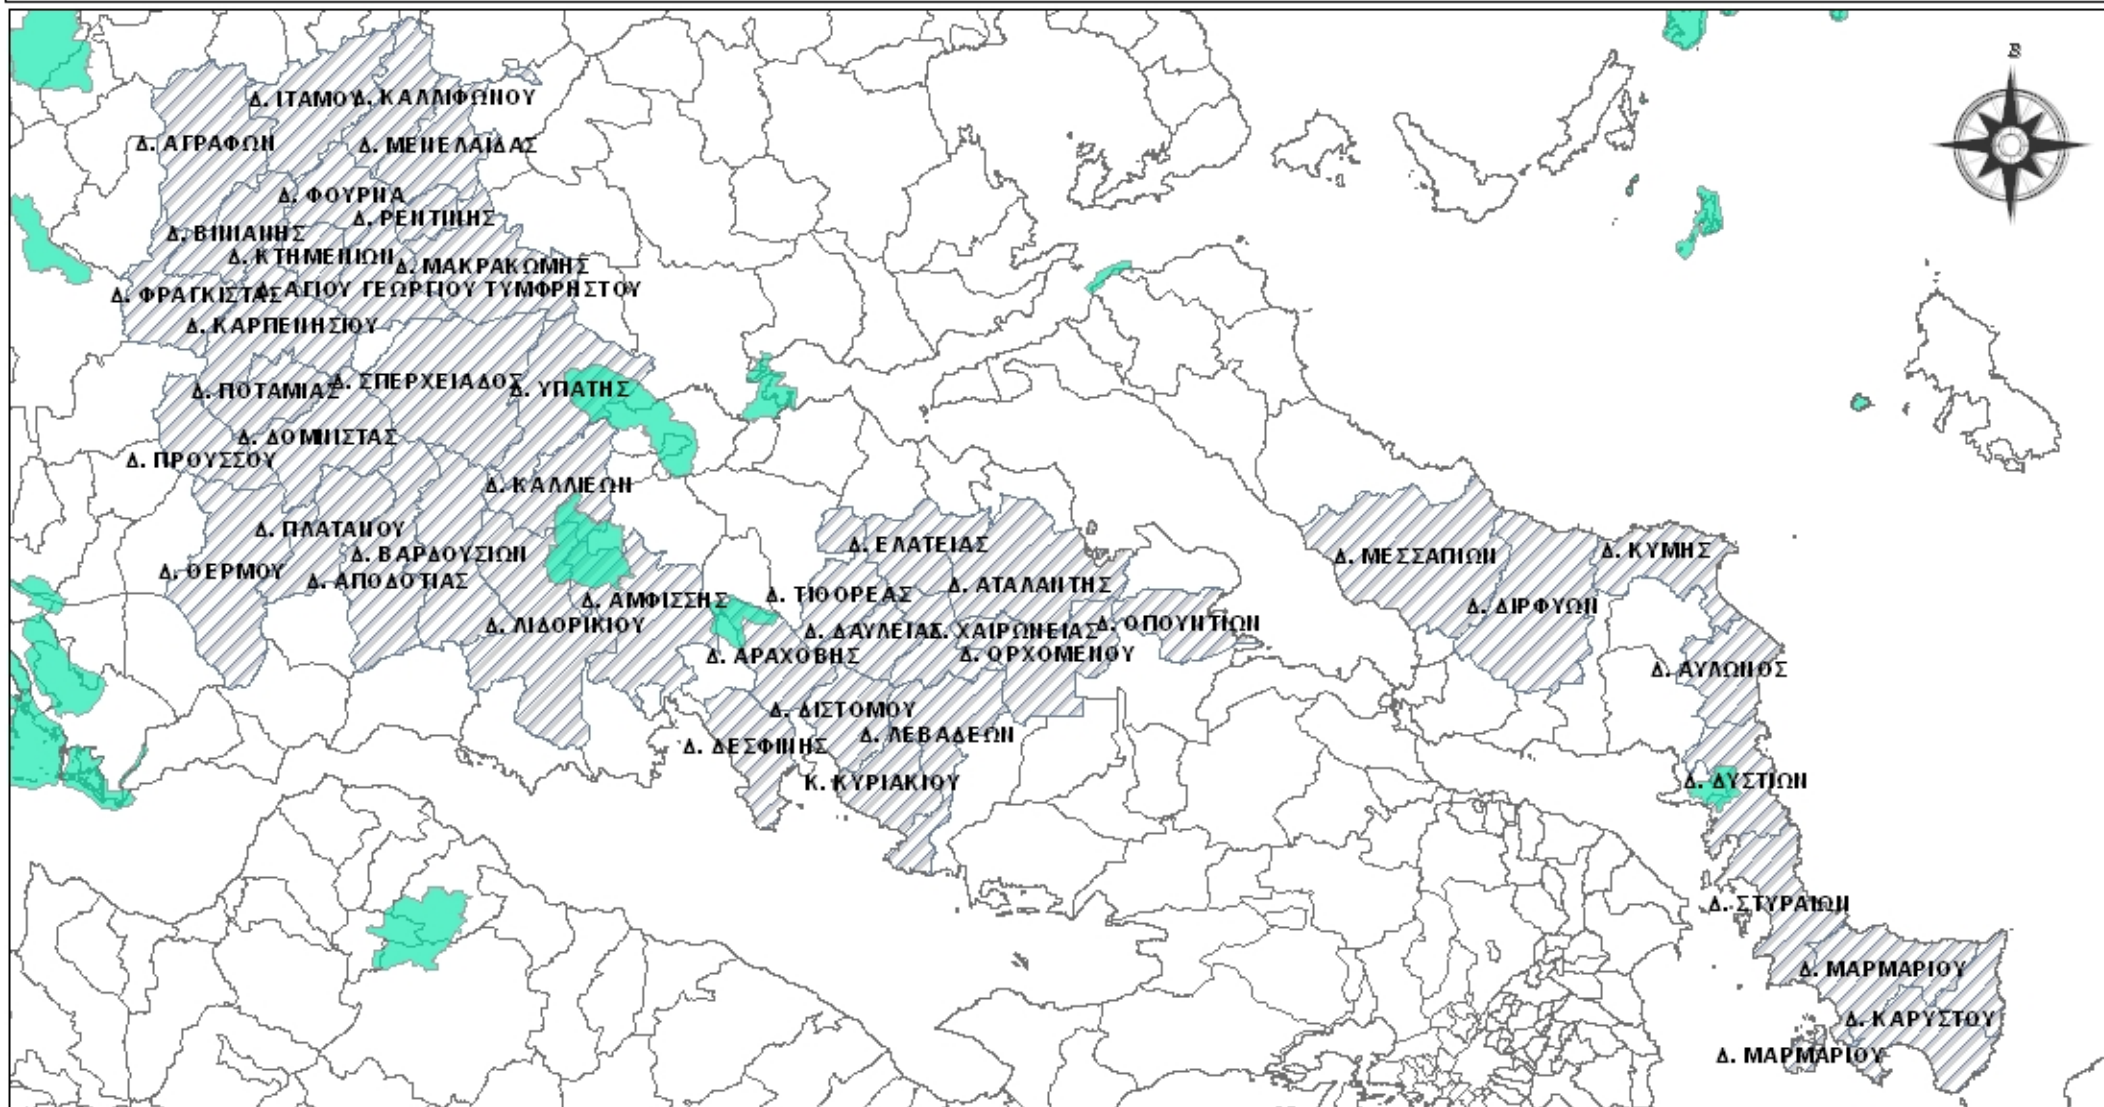 Β
Δ. ΙΤΑΜΟΥ
Δ. ΚΑΛΛΙΦΩΝΟΥ
Δ. ΑΓΡΑΦΩΝ
Δ. ΜΕΝΕΛΑΙΔΑΣ
Δ. ΦΟΥΡΝΑ
Δ. ΡΕΝΤΙΝΗΣ
Δ. ΒΙΝΙΑΝΗΣ
Δ. ΚΤΗΜΕΝΙΩΝ
Δ. ΜΑΚΡΑΚΩΜΗΣ
Δ. ΦΡΑΓΚΙΣΤΑΣ
Δ. ΑΓΙΟΥ ΓΕΩΡΓΙΟΥ ΤΥΜΦΡΗΣΤΟΥ
Δ. ΚΑΡΠΕΝΗΣΙΟΥ
Δ. ΠΟΤΑΜΙΑΣ
Δ. ΣΠΕΡΧΕΙΑΔΟΣ
Δ. ΥΠΑΤΗΣ
Δ. ΔΟΜΝΙΣΤΑΣ
Δ. ΠΡΟΥΣΣΟΥ
Δ. ΚΑΛΛΙΕΩΝ
Δ. ΠΛΑΤΑΝΟΥ
Δ. ΒΑΡΔΟΥΣΙΩΝ
Δ. ΘΕΡΜΟΥ
Δ. ΑΠΟΔΟΤΙΑΣ
Δ. ΑΜΦΙΣΣΗΣ
Δ. ΛΙΔΟΡΙΚΙΟΥ
Δ. ΕΛΑΤΕΙΑΣ
Δ. ΑΤΑΛΑΝΤΗΣ
Δ. ΤΙΘΟΡΕΑΣ
Δ. ΔΑΥΛΕΙΑΣ
Δ. ΧΑΙΡΩΝΕΙΑΣ
Δ. ΟΠΟΥΝΤΙΩΝ
Δ. ΑΡΑΧΟΒΗΣ
Δ. ΟΡΧΟΜΕΝΟΥ
Δ. ΔΙΣΤΟΜΟΥ
Δ. ΛΕΒΑΔΕΩΝ
Δ. ΔΕΣΦΙΝΗΣ
Κ. ΚΥΡΙΑΚΙΟΥ
Δ. ΜΕΣΣΑΠΙΩΝ
Δ. ΚΥΜΗΣ
Δ. ΔΙΡΦΥΩΝ
Δ. ΑΥΛΩΝΟΣ
Δ. ΔΥΣΤΙΩΝ
Δ. ΣΤΥΡΑΙΩΝ
Δ. ΜΑΡΜΑΡΙΟΥ
Δ. ΚΑΡΥΣΤΟΥ
Δ. ΜΑΡΜΑΡΙΟΥ